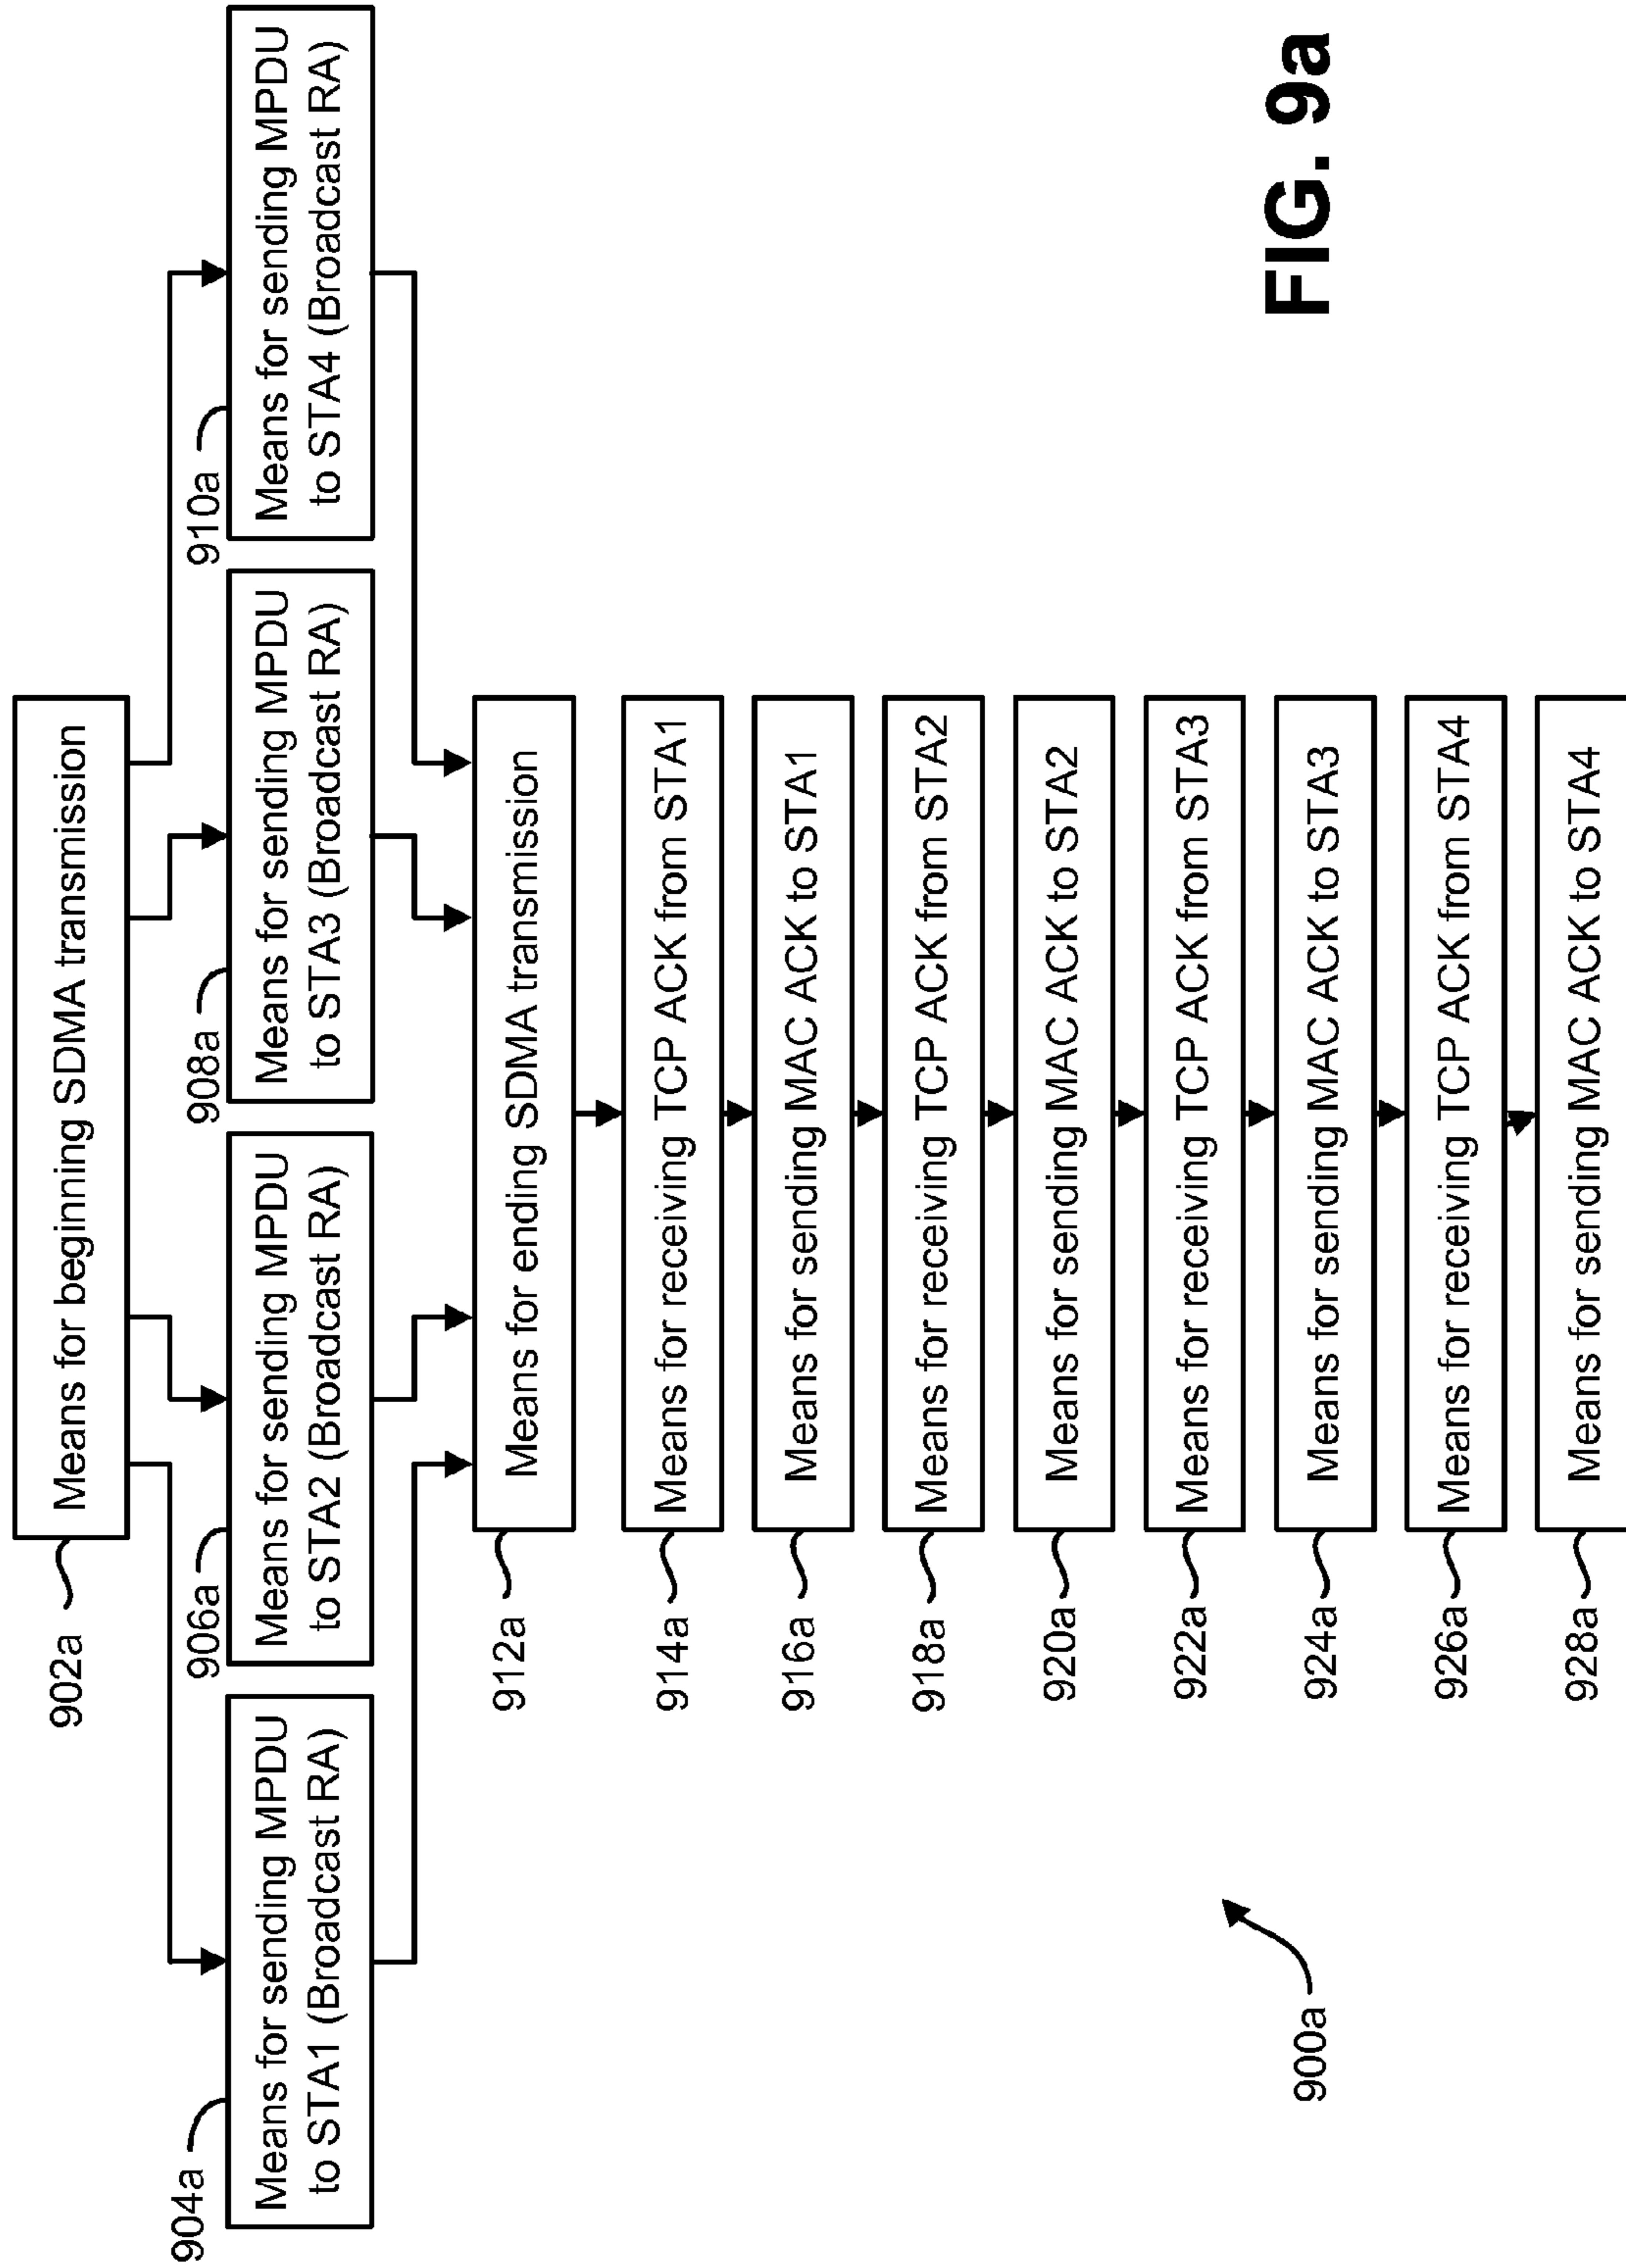 902a
Means for beginning SDMA transmission
904a
Means for sending MPDU
to STA1 (Broadcast RA)
906a
Means for sending MPDU
to STA2 (Broadcast RA)
908a
Means for sending MPDU
to STA3 (Broadcast RA)
910a
Means for sending MPDU
to STA4 (Broadcast RA)
912a
Means for ending SDMA transmission
914a
Means for receiving TCP ACK from STA1
916a
Means for sending MAC ACK to STA1
918a
Means for receiving TCP ACK from STA2
920a
Means for sending MAC ACK to STA2
922a
Means for receiving TCP ACK from STA3
924a
Means for sending MAC ACK to STA3
926a
Means for receiving TCP ACK from STA4
928a
Means for sending MAC ACK to STA4
900a
FIG. 9a